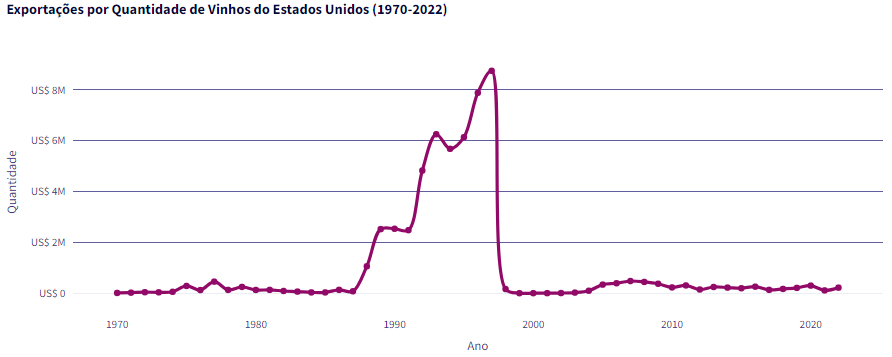 Exportações por Quantidade de Vinhos do Estados Unidos (1970-2022)
US$ 8M
US$ 6M
US$ 4M
US$ 2M
US$ 0
Quantidade
1970 1980 1990 2000 2010 2020
Ano